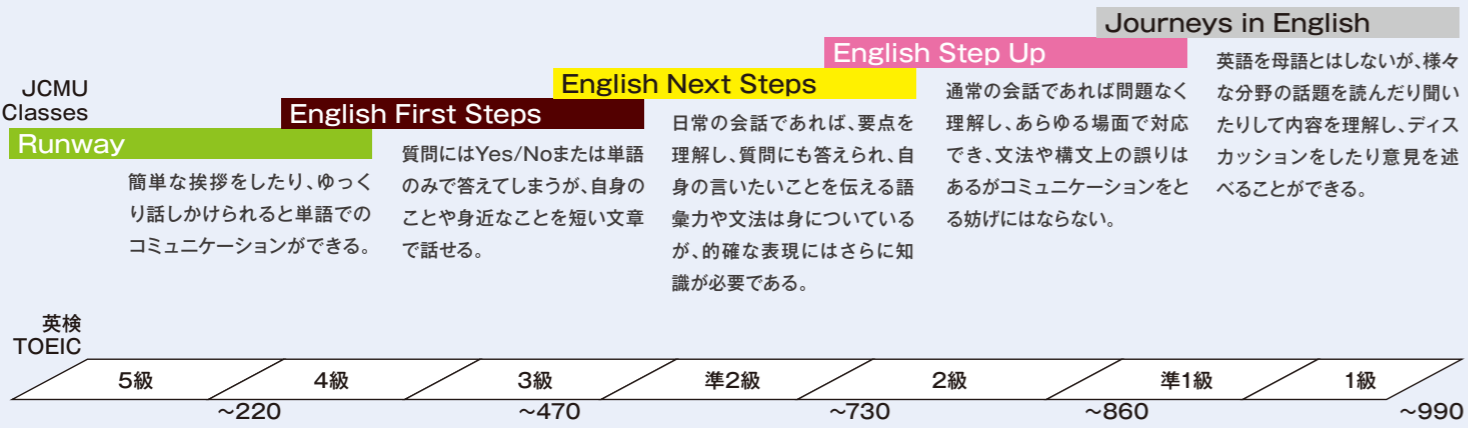 JCMU
Classes
Runway
簡単な挨拶をしたり、ゆっく
り話しかけられると単語での
コミュニケーションができる。
English First Steps
質問にはYes/Noまたは単語
のみで答えてしまうが、自身の
ことや身近なことを短い文章
で話せる。
English Next Steps
日常の会話であれば、要点を
理解し、質問にも答えられ、自
身の言いたいことを伝える語
彙力や文法は身についている
が、的確な表現にはさらに知
識が必要である。
English Step Up
通常の会話であれば問題なく
理解し、あらゆる場面で対応
でき、文法や構文上の誤りは
あるがコミュニケーションをと
る妨げにはならない。
Journeys in English
英語を母語とはしないが、様々
な分野の話題を読んだり聞い
たりして内容を理解し、ディス
カッションをしたり意見を述
べることができる。
英検
TOEIC
5級 4級 3級 準2級 2級 準1級 1級
~220 ~470 ~730 ~860 ~990